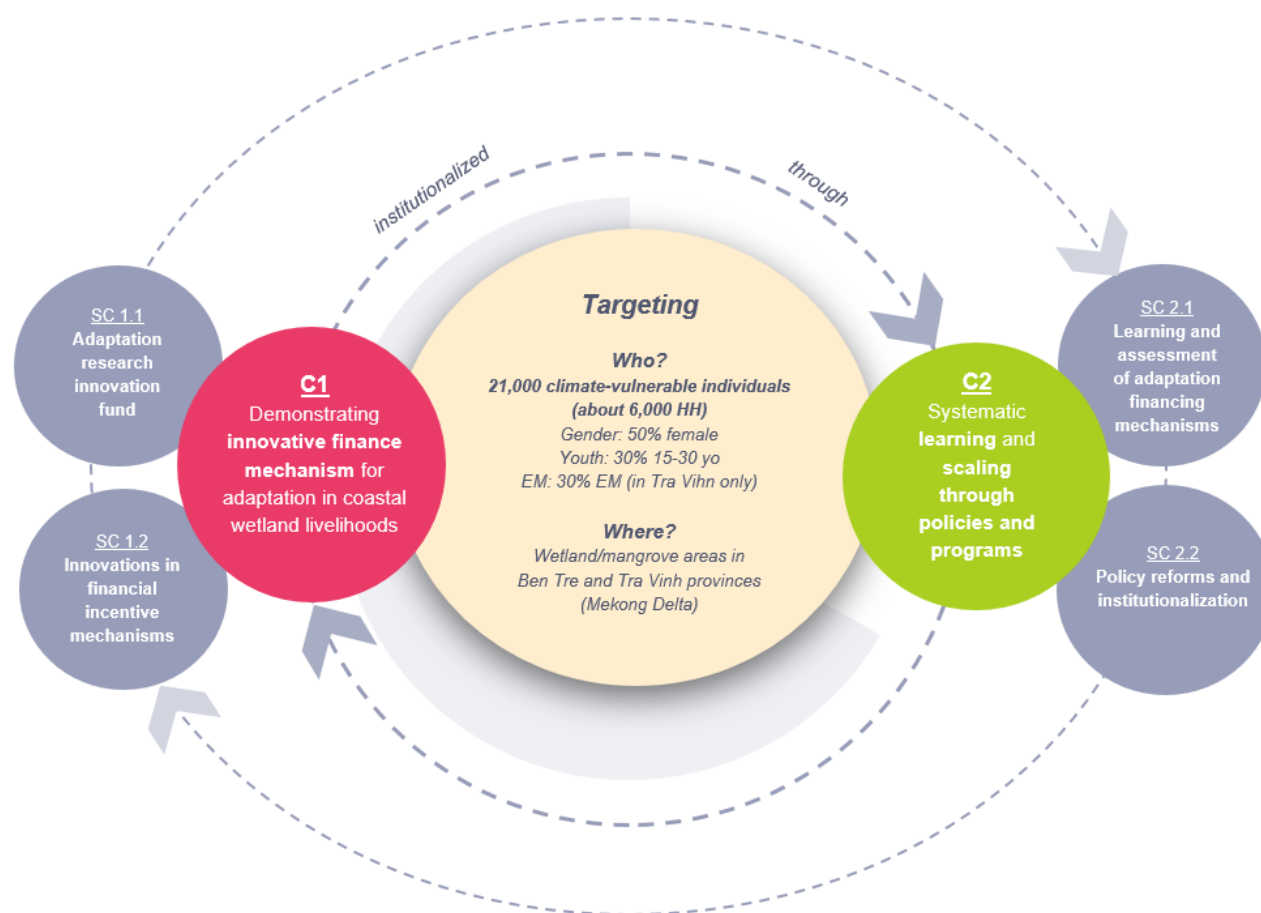 institutionalized
through
SC 1.1
Adaptation
research
innovation
fund
SC 1.2
Innovations in
financial
incentive
mechanisms
C1
Demonstrating
innovative finance
mechanism for
adaptation in coastal
wetland livelihoods
Targeting
Who?
21,000 climate-vulnerable individuals
(about 6,000 HH)
Gender: 50% female
Youth: 30% 15-30 yo
EM: 30% EM (in Tra Vihn only)
Where?
Wetland/mangrove areas in
Ben Tre and Tra Vinh provinces
(Mekong Delta)
C2
Systematic
learning and
scaling
through
policies and
programs
SC 2.1
Learning and
assessment
of adaptation
financing
mechanisms
SC 2.2
Policy reforms and
institutionalization